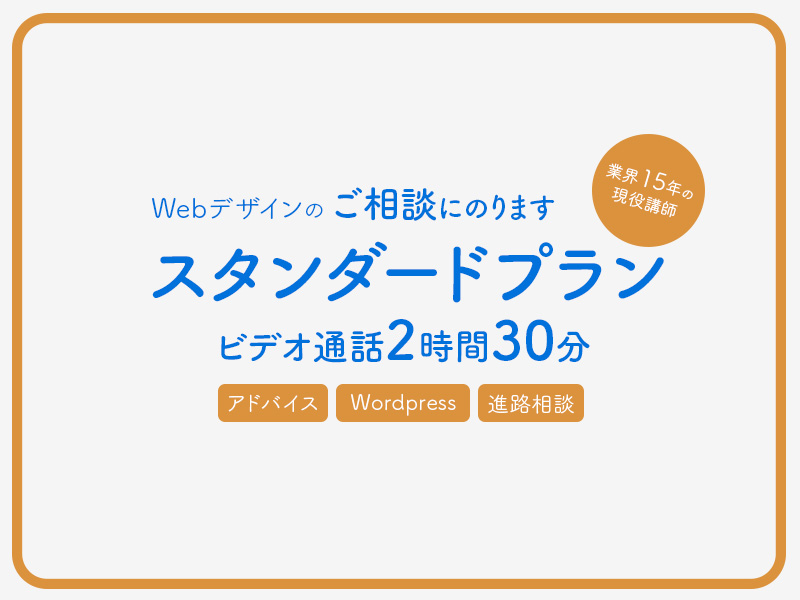 業界15年の
現役講師
Webデザインの ご相談にのります
スタンダードプラン
ビデオ通話2時間30分
アドバイス
Wordpress
進路相談